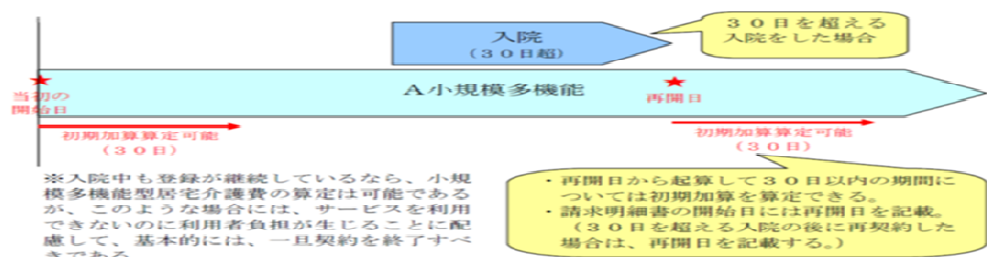 30日を超える
入院をした場合
入院
(30日超)
A小規模多機能
当初の
開始日
再開日
初期加算算定可能
(30日)
初期加算算定可能
(30日)
※入院中も登録が継続しているなら、小規
模多機能型居宅介護費の算定は可能である
が、このような場合には、サービスを利用
できないのに利用者負担が生じることに配
慮して、基本的には、一旦契約を終了すべ
きである
・再開日から起算して30日以内の期間に
ついては初期加算を算定できる。
・請求明細書の開始日には再開日を記載。
(30日を超える入院の後に再契約した
場合は、再開日を記載する。)